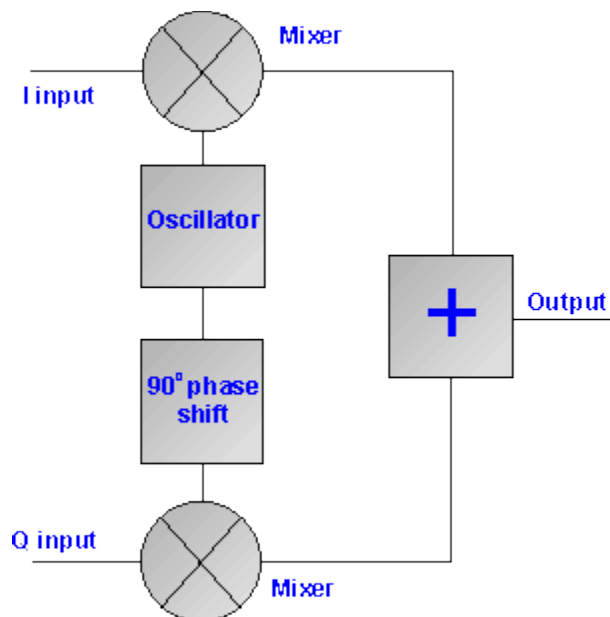 Mixer
I input
Oscillator
+
Output
90° phase
shift
Q input
Mixer